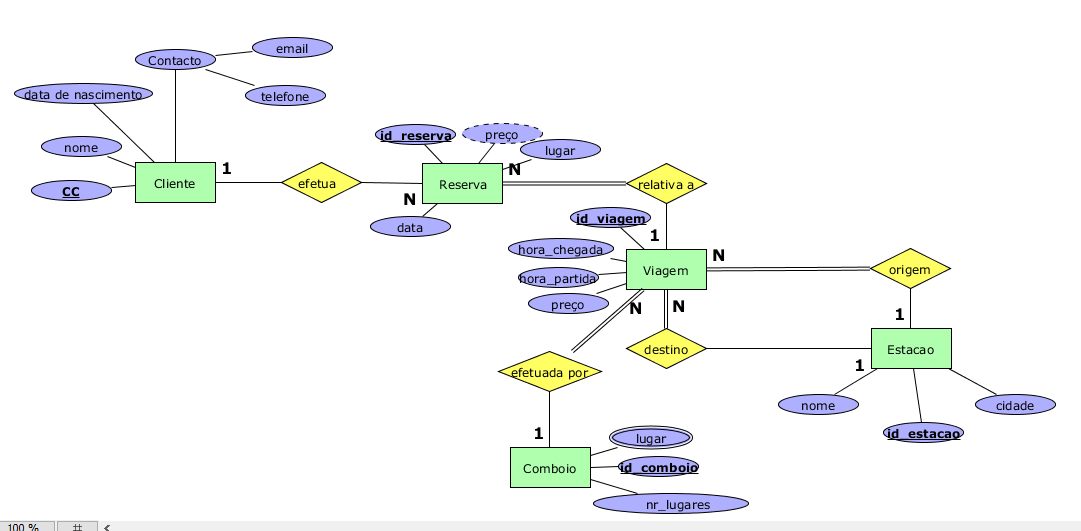 email
Contacto
data de nascimento
telefone
id_reserva
preço
nome
lugar
1
N
Cliente
efetua
Reserva
relativa a
CC
N
id_viagem
data
1
hora_chegada
N
Viagem
origem
hora_partida
preço
N
N
1
destino
Estacao
efetuada por
1
nome
cidade
1
id_estacao
lugar
Comboio
id_comboio
nr_lugares
100 %